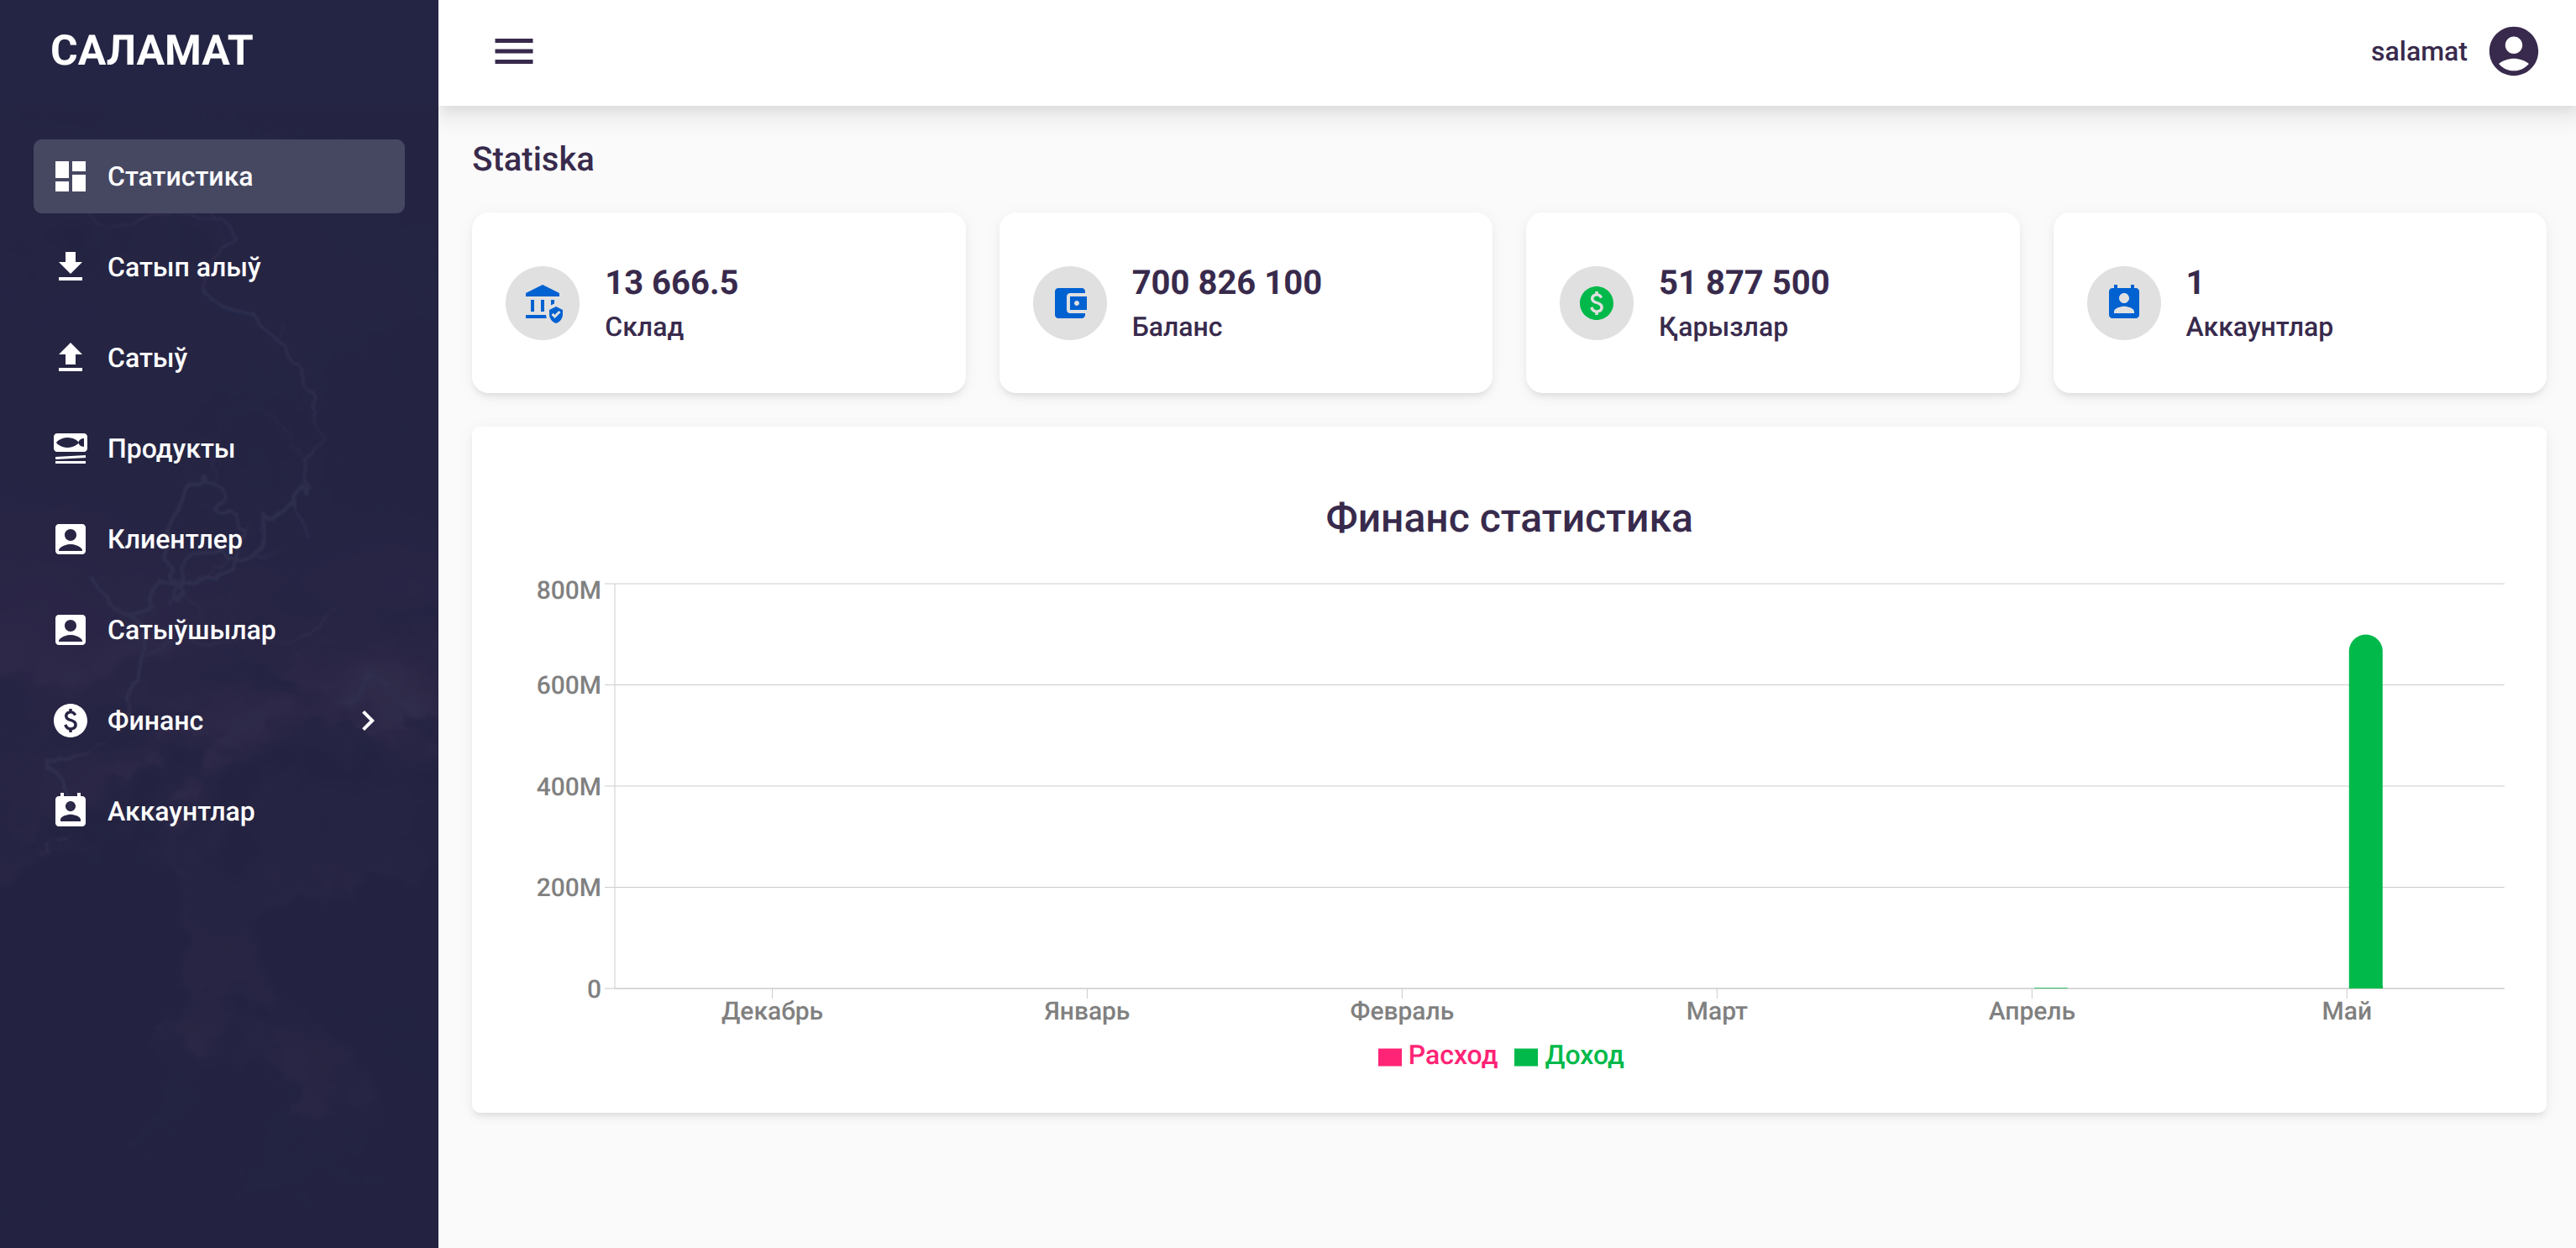 САЛАМАТ
salamat
Статистика
Сатып алыў
Сатыў
Продукты
Клиентлер
Сатыўшылар
Финанс
Аккаунтлар
Statiska
13 666.5
Склад
700 826 100
Баланс
51 877 500
Қарызлар
1
Аккаунтлар
Финанс статистика
800M
600M
400M
200M
0
Декабрь
Январь
Февраль
Март
Апрель
Май
Расход
Доход